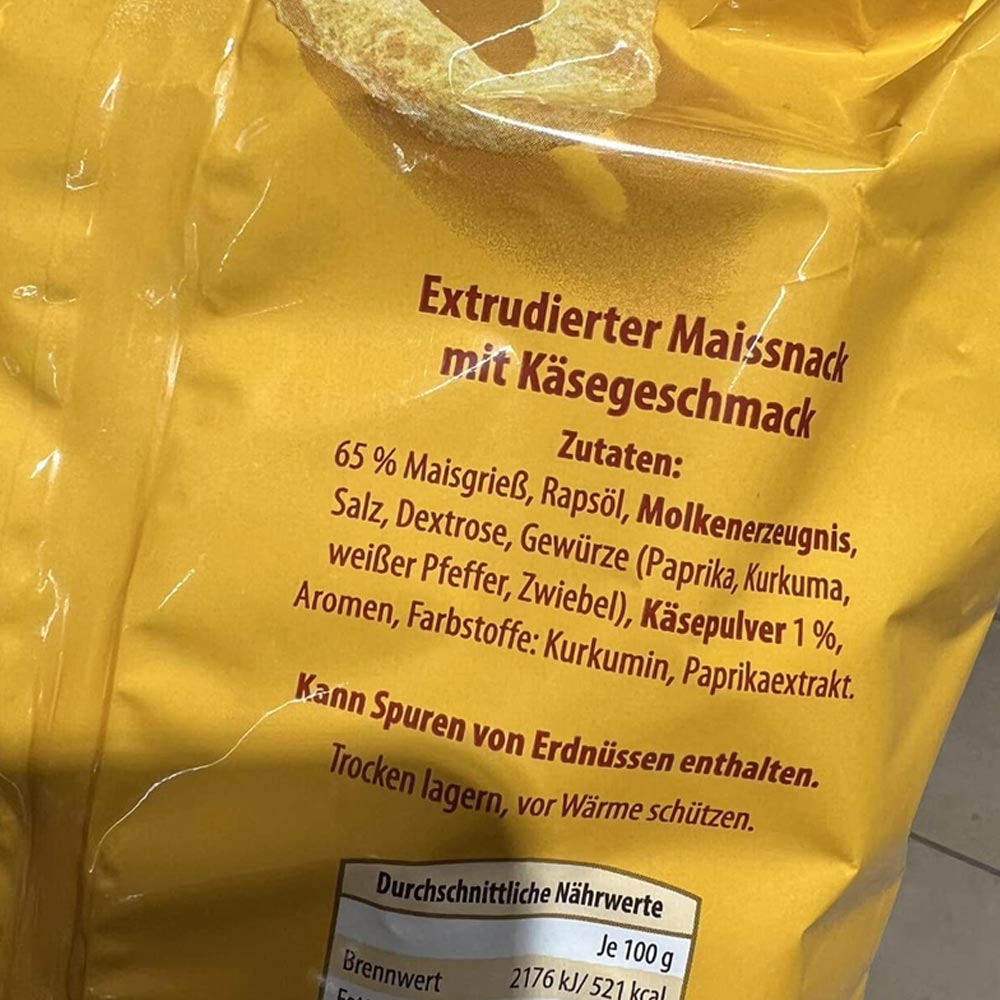 Extrudierter Maissnack
mit Käsegeschmack
Zutaten:
65 % Maisgrieß, Rapsöl, Molkenerzeugnis,
Salz, Dextrose, Gewürze (Paprika, Kurkuma,
weißer Pfeffer, Zwiebel), Käsepulver 1 %,
Aromen, Farbstoffe: Kurkumin, Paprikaextrakt.
Kann Spuren von Erdnüssen enthalten.
Trocken lagern, vor Wärme schützen.
Durchschnittliche Nährwerte
Je 100 g
Brennwert 2176 kJ/ 521 kcal